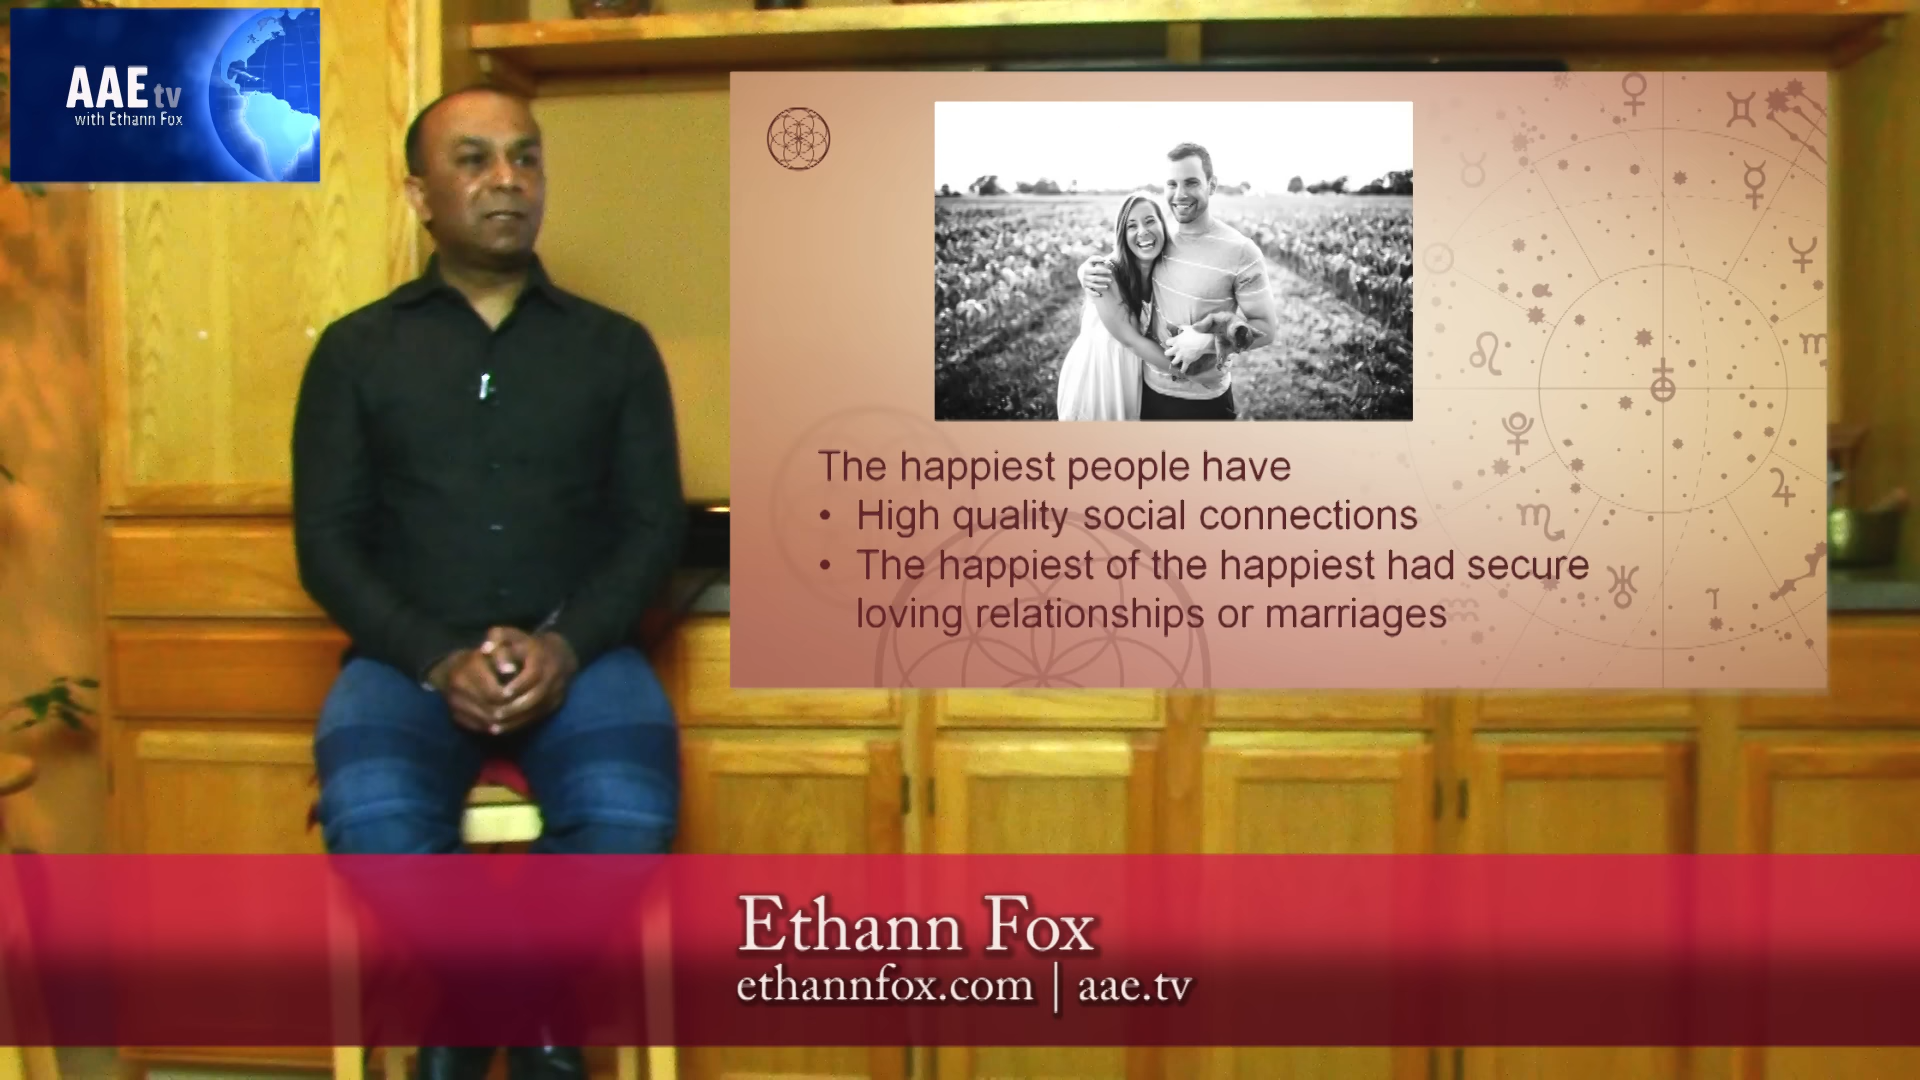 AAE tv
with Ethann Fox
The happiest people have
• High quality social connections
• The happiest of the happiest had secure
loving relationships or marriages
Ethann Fox
ethannfox.com | aae.tv